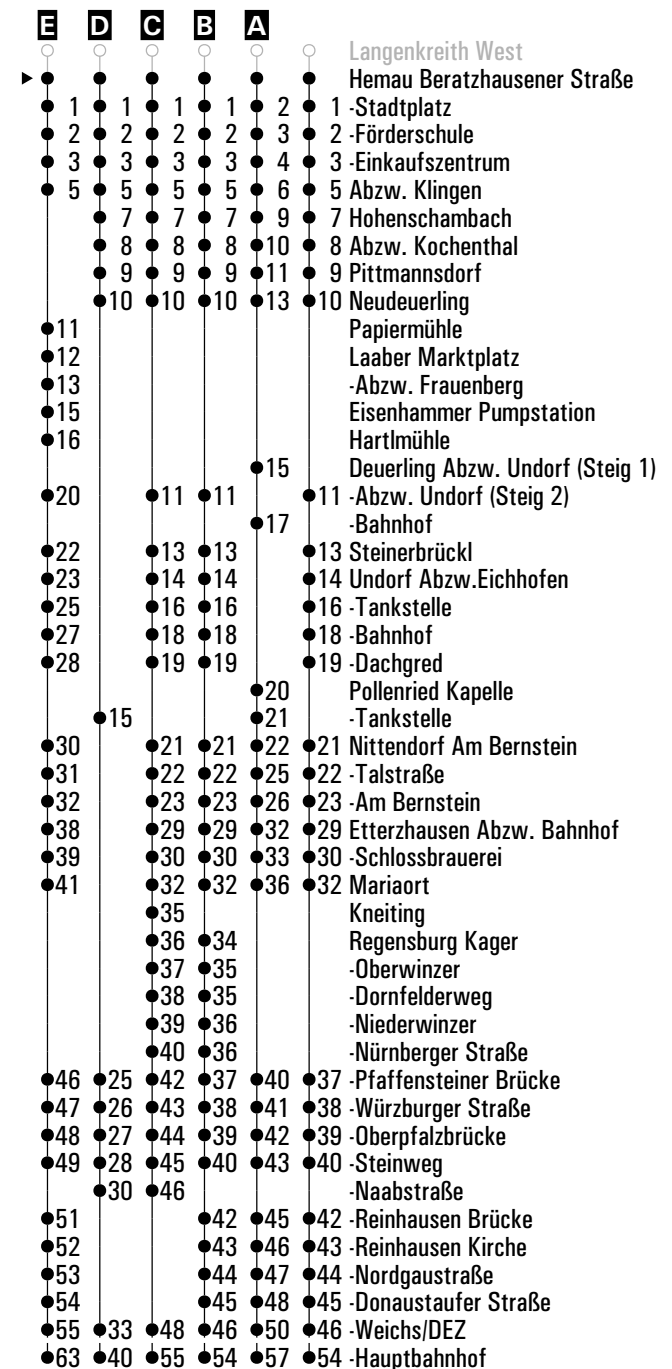 E D C B A
Langenkreith West
Hemau Beratzhausener Straße
1 1 1 1 2 1 -Stadtplatz
2 2 2 2 3 2 -Förderschule
3 3 3 3 4 3 -Einkaufszentrum
5 5 5 5 6 5 Abzw. Klingen
7 7 7 9 7 Hohenschambach
8 8 8 10 8 Abzw. Kochenthal
9 9 9 11 9 Pittmannsdorf
10 10 10 13 10 Neudeuerling
11 Papiermühle
12 Laaber Marktplatz
13 -Abzw. Frauenberg
15 Eisenhammer Pumpstation
16 Hartlmühle
15 Deuerling Abzw. Undorf (Steig 1)
20 11 11 11 -Abzw. Undorf (Steig 2)
17 -Bahnhof
22 13 13 13 Steinerbrückl
23 14 14 14 Undorf Abzw.Eichhofen
25 16 16 16 -Tankstelle
27 18 18 18 -Bahnhof
28 19 19 19 -Dachgred
20 Pollenried Kapelle
15 21 -Tankstelle
30 21 21 22 21 Nittendorf Am Bernstein
31 22 22 25 22 -Talstraße
32 23 23 26 23 -Am Bernstein
38 29 29 32 29 Etterzhausen Abzw. Bahnhof
39 30 30 33 30 -Schlossbrauerei
41 32 32 36 32 Mariaort
35 Kneiting
36 34 Regensburg Kager
37 35 -Oberwinzer
38 35 -Dornfelderweg
39 36 -Niederwinzer
40 36 -Nürnberger Straße
46 25 42 37 40 37 -Pfaffensteiner Brücke
47 26 43 38 41 38 -Würzburger Straße
48 27 44 39 42 39 -Oberpfalzbrücke
49 28 45 40 43 40 -Steinweg
30 46 -Naabstraße
51 42 45 42 -Reinhausen Brücke
52 43 46 43 -Reinhausen Kirche
53 44 47 44 -Nordgaustraße
54 45 48 45 -Donaustaufer Straße
55 33 48 46 50 46 -Weichs/DEZ
63 40 55 54 57 54 -Hauptbahnhof